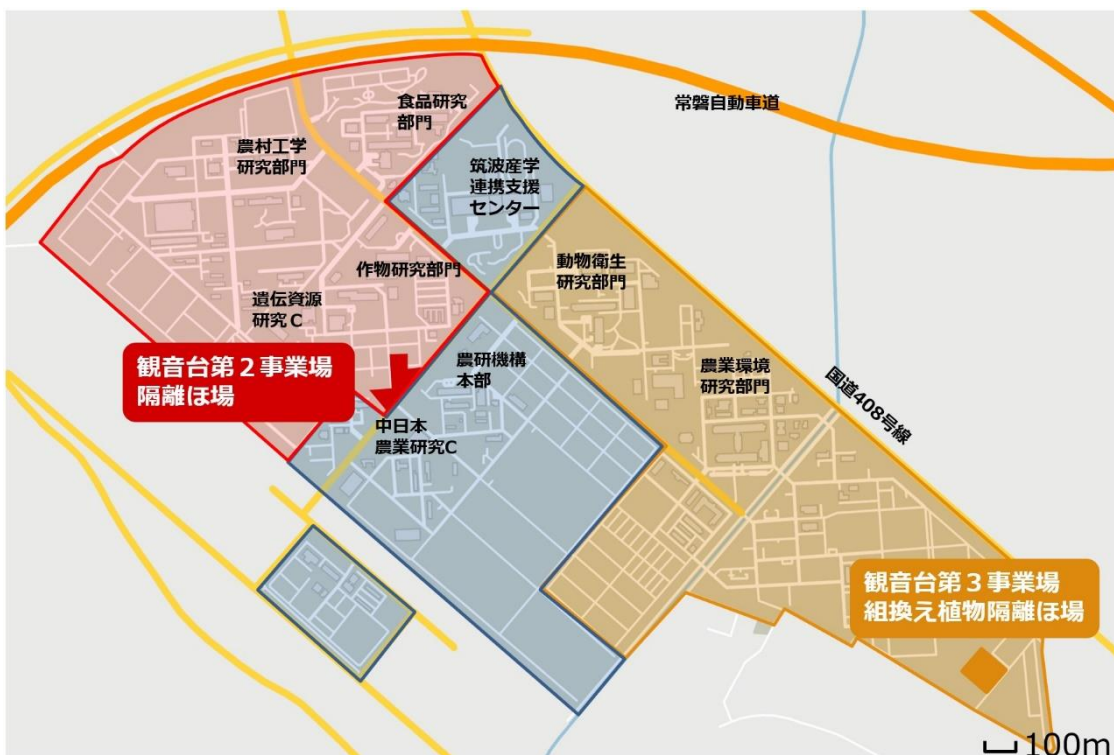 常磐自動車道
食品研究
部門
農村工学
研究部門
筑波産学
連携支援
センター
作物研究部門
動物衛生
研究部門
遺伝資源
研究C
観音台第２事業場
隔離ほ場
農研機構
本部
農業環境
研究部門
国道408号線
中日本
農業研究C
観音台第３事業場
組換え植物隔離ほ場
100m